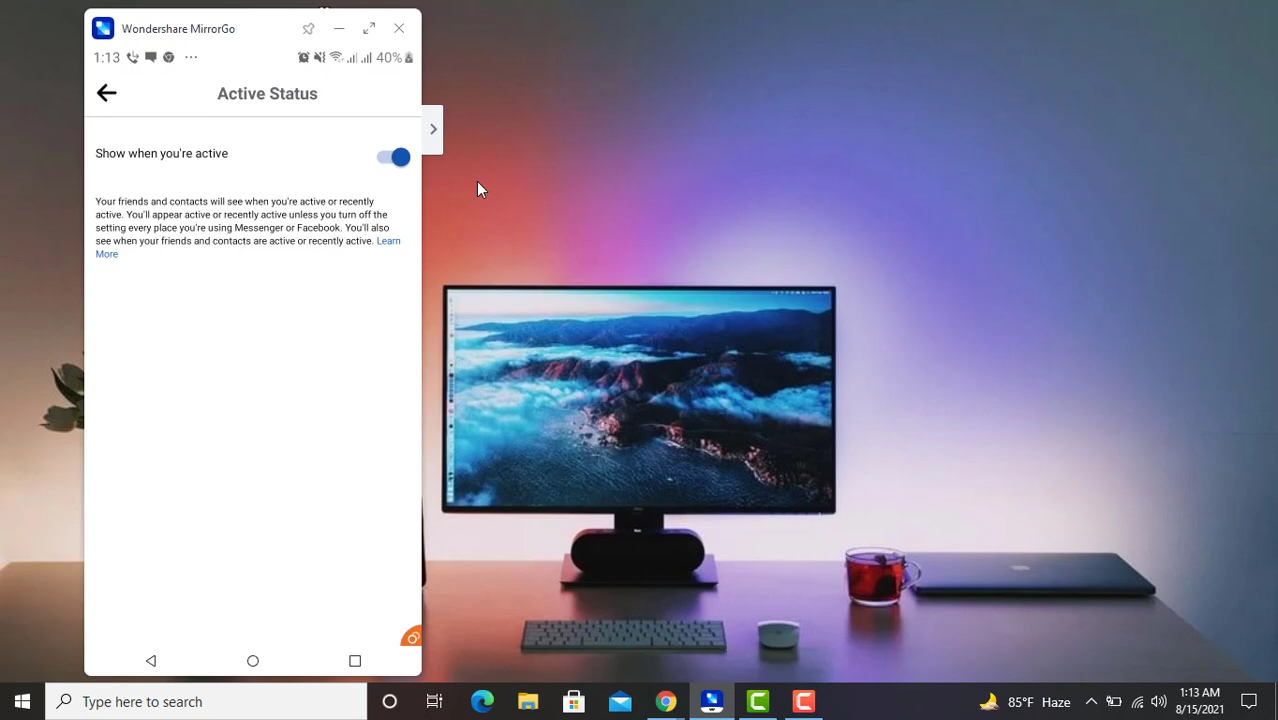 Wondershare MirrorGo
1:13
40%
Active Status
Show when you're active
Your friends and contacts will see when you're active or recently
active. You'll appear active or recently active unless you turn off the
setting every place you're using Messenger or Facebook. You'll also
see when your friends and contacts are active or recently active. Learn
More
Type here to search
85°F Haze
1:13 AM
8/15/2021